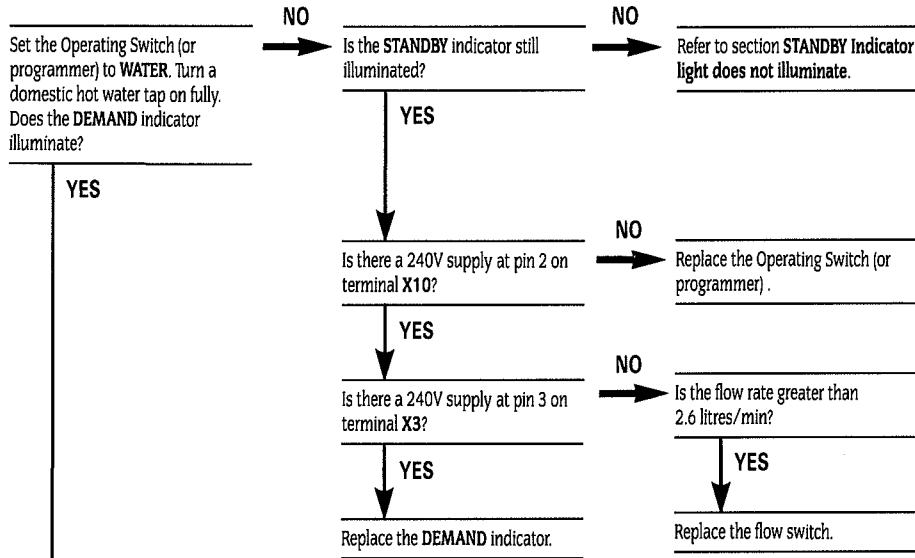 NO
NO
Set the Operating Switch (or
programmer) to WATER. Turn a
domestic hot water tap on fully.
Does the DEMAND indicator
illuminate?
Is the STANDBY indicator still
illuminated?
Refer to section STANDBY Indicator
light does not illuminate.
YES
YES
NO
Is there a 240V supply at pin 2 on
terminal X10?
Replace the Operating Switch (or
programmer) .
YES
NO
Is there a 240V supply at pin 3 on
terminal X3?
Is the flow rate greater than
2.6 litres/min?
YES
YES
Replace the DEMAND indicator.
Replace the flow switch.